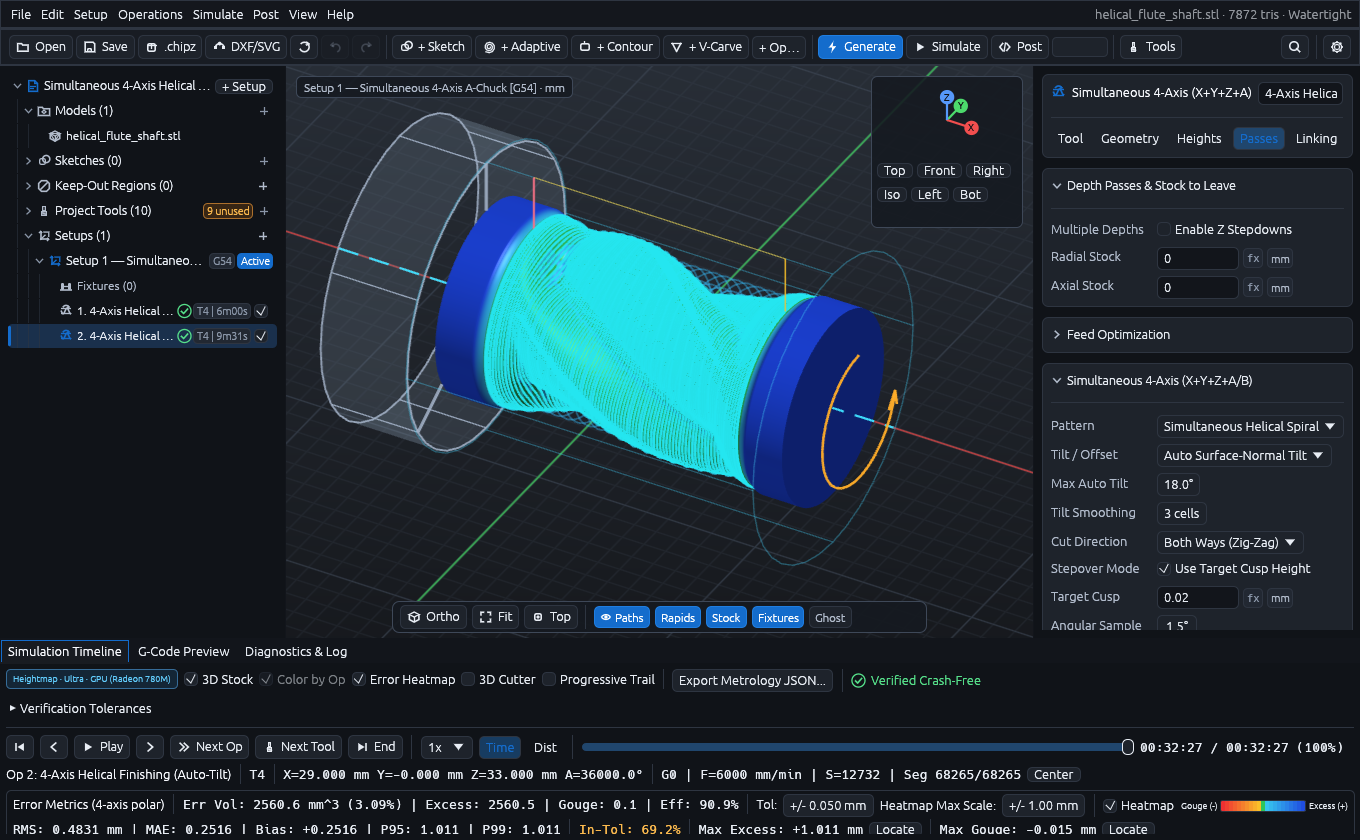 File Edit Setup Operations Simulate Post View Help
helical_flute_shaft.stl · 7872 tris · Watertight
Open Save .chipz DXF/SVG + Sketch + Adaptive + Contour + V-Carve + Op... Generate Simulate Post Tools
Simultaneous 4-Axis Helical ... + Setup
Models (1) +
helical_flute_shaft.stl
Sketches (0) +
Keep-Out Regions (0) +
Project Tools (10) 9 unused +
Setups (1) +
Setup 1 — Simultaneo... G54 Active
Fixtures (0)
1. 4-Axis Helical ... T4 | 6m00s
2. 4-Axis Helical ... T4 | 9m31s
Setup 1 — Simultaneous 4-Axis A-Chuck [G54] · mm
Z
Y
X
Top Front Right
Iso Left Bot
Ortho Fit Top Paths Rapids Stock Fixtures Ghost
Simultaneous 4-Axis (X+Y+Z+A) 4-Axis Helica
Tool Geometry Heights Passes Linking
Depth Passes & Stock to Leave
Multiple Depths Enable Z Stepdowns
Radial Stock 0 fx mm
Axial Stock 0 fx mm
Feed Optimization
Simultaneous 4-Axis (X+Y+Z+A/B)
Pattern Simultaneous Helical Spiral
Tilt / Offset Auto Surface-Normal Tilt
Max Auto Tilt 18.0°
Tilt Smoothing 3 cells
Cut Direction Both Ways (Zig-Zag)
Stepover Mode Use Target Cusp Height
Target Cusp 0.02 fx mm
Angular Sample 1.5°
Simulation Timeline G-Code Preview Diagnostics & Log
Heightmap · Ultra · GPU (Radeon 780M) 3D Stock Color by Op Error Heatmap 3D Cutter Progressive Trail Export Metrology JSON... Verified Crash-Free
Verification Tolerances
Play Next Op Next Tool End 1x Time Dist 00:32:27 / 00:32:27 (100%)
Op 2: 4-Axis Helical Finishing (Auto-Tilt) T4 X=29.000 mm Y=-0.000 mm Z=33.000 mm A=36000.0° G0 | F=6000 mm/min | S=12732 | Seg 68265/68265 Center
Error Metrics (4-axis polar) Err Vol: 2560.6 mm^3 (3.09%) | Excess: 2560.5 | Gouge: 0.1 | Eff: 90.9% Tol: +/- 0.050 mm Heatmap Max Scale: +/- 1.00 mm Heatmap Gouge (-) Excess (+)
RMS: 0.4831 mm | MAE: 0.2516 | Bias: +0.2516 | P95: 1.011 | P99: 1.011 In-Tol: 69.2% Max Excess: +1.011 mm Locate Max Gouge: -0.015 mm Locate